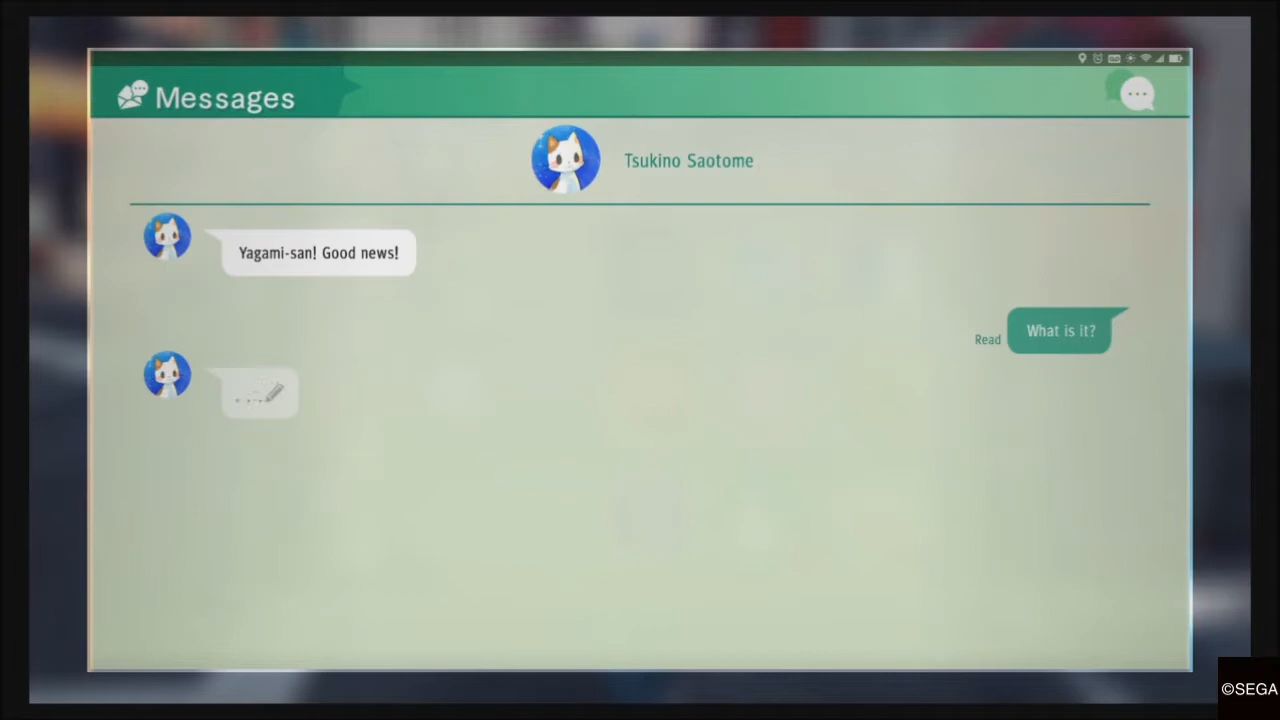 Messages
Tsukino Saotome
Yagami-san! Good news!
What is it?
Read
©SEGA